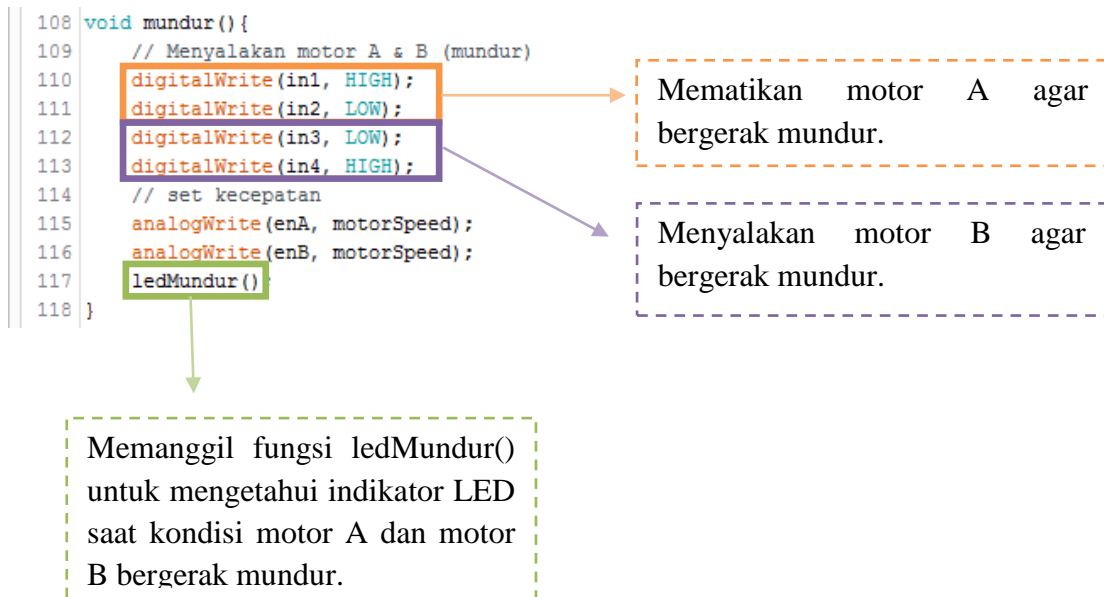 108 void mundur(){
109 // Menyalakan motor A & B (mundur)
110 digitalWrite(in1, HIGH);
111 digitalWrite(in2, LOW);
112 digitalWrite(in3, LOW);
113 digitalWrite(in4, HIGH);
114 // set kecepatan
115 analogWrite(enA, motorSpeed);
116 analogWrite(enB, motorSpeed);
117 ledMundur();
118 }
Mematikan motor A agar
bergerak mundur.
Menyalakan motor B agar
bergerak mundur.
Memanggil fungsi ledMundur()
untuk mengetahui indikator LED
saat kondisi motor A dan motor
B bergerak mundur.